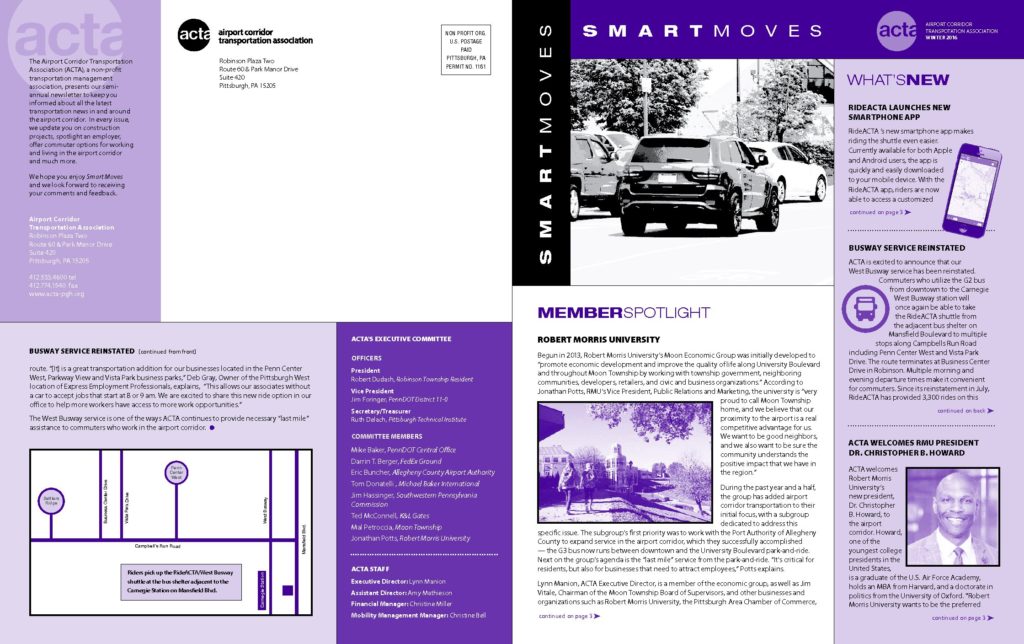 acta
The Airport Corridor Transportation
Association (ACTA), a non-profit
transportation management
association, presents our semi-
annual newsletter to keep you
informed about all the latest
transportation news in and around
the airport corridor. In every issue,
we update you on construction
projects, spotlight an employer,
offer commuter options for working
and living in the airport corridor
and much more.
We hope you enjoy Smart Moves
and we look forward to receiving
your comments and feedback.
Airport Corridor
Transportation Association
Robinson Plaza Two
Route 60 & Park Manor Drive
Suite 420
Pittsburgh, PA 15205
www.acta-pgh.org
acta
airport corridor
transportation association
Robinson Plaza Two
Route 60 & Park Manor Drive
Suite 420
Pittsburgh, PA 15205
NON PROFIT ORG.
U.S. POSTAGE
PAID
PITTSBURGH, PA
PERMIT NO. 1161
BUSWAY SERVICE REINSTATED (continued from front)
route. "[It] is a great transportation addition for our businesses located in the Penn Center
West, Parkway View and Vista Park business parks," Deb Gray, Owner of the Pittsburgh West
location of Express Employment Professionals, explains, "This allows our associates without
a car to accept jobs that start at 8 or 9 am. We are excited to share this new ride option in our
office to help more workers have access to more work opportunities."
The West Busway service is one of the ways ACTA continues to provide necessary "last mile"
assistance to commuters who work in the airport corridor.
Penn
Center
West
Business Center Drive
Vista Park Drive
West Busway
Mansfield Blvd.
Campbell's Run Road
Carnegie Station
Riders pick up the RideACTA/West Busway
shuttle at the bus shelter adjacent to the
Carnegie Station on Mansfield Blvd.
ACTA'S EXECUTIVE COMMITTEE
OFFICERS
President
Robert Dudash, Robinson Township Resident
Vice President
Jim Foringer, PennDOT District 11-0
Secretary/Treasurer
Ruth Delach, Pittsburgh Technical Institute
COMMITTEE MEMBERS
Mike Baker, PennDOT Central Office
Darrin T. Berger, FedEx Ground
Eric Buncher, Allegheny County Airport Authority
Tom Donatelli, Michael Baker International
Jim Hassinger, Southwestern Pennsylvania
Commission
Ted McConnell, K&L Gates
Mal Petroccia, Moon Township
Jonathan Potts, Robert Morris University
ACTA STAFF
Executive Director: Lynn Manion
Assistant Director: Amy Mathieson
Financial Manager: Christine Miller
Mobility Management Manager: Christine Bell
SMARTMOVES
SMARTMOVES
acta
AIRPORT CORRIDOR
TRANSPOTATION ASSOCIATION
WINTER 2016
MEMBERSPOTLIGHT
ROBERT MORRIS UNIVERSITY
Begun in 2013, Robert Morris University's Moon Economic Group was initially developed to
"promote economic development and improve the quality of life along University Boulevard
and throughout Moon Township by working with township government, neighboring
communities, developers, retailers, and civic and business organizations." According to
Jonathan Potts, RMU's Vice President, Public Relations and Marketing, the university is "very
proud to call Moon Township
home, and we believe that our
proximity to the airport is a real
competitive advantage for us.
We want to be good neighbors,
and we also want to be sure the
community understands the
positive impact that we have in
the region."
During the past year and a half,
the group has added airport
corridor transportation to their
initial focus, with a subgroup
dedicated to address this
specific issue. The subgroup's first priority was to work with the Port Authority of Allegheny
County to expand service in the airport corridor, which they successfully accomplished
— the G3 bus now runs between downtown and the University Boulevard park-and-ride.
Next on the group's agenda is the "last mile" service from the park-and-ride. "It's critical for
residents, but also for businesses that need to attract employees," Potts explains.
Lynn Manion, ACTA Executive Director, is a member of the economic group, as well as Jim
Vitale, Chairman of the Moon Township Board of Supervisors, and other businesses and
organizations such as Robert Morris University, the Pittsburgh Area Chamber of Commerce,
continued on page 3
WHAT'SNEW
RIDEACTA LAUNCHES NEW
SMARTPHONE APP
RideACTA 's new smartphone app makes
riding the shuttle even easier.
Currently available for both Apple
and Android users, the app is
quickly and easily downloaded
to your mobile device. With the
RideACTA app, riders are now
able to access a customized
continued on page 3
BUSWAY SERVICE REINSTATED
ACTA is excited to announce that our
West Busway service has been reinstated.
Commuters who utilize the G2 bus
from downtown to the Carnegie
West Busway station will
once again be able to take
the RideACTA shuttle from
the adjacent bus shelter on
Mansfield Boulevard to multiple
stops along Campbells Run Road
including Penn Center West and Vista Park
Drive. The route terminates at Business Center
Drive in Robinson. Multiple morning and
evening departure times make it convenient
for commuters. Since its reinstatement in July,
RideACTA has provided 3,300 rides on this
continued on back
ACTA WELCOMES RMU PRESIDENT
DR. CHRISTOPHER B. HOWARD
ACTA welcomes
Robert Morris
University's
new president,
Dr. Christopher
B. Howard, to
the airport
corridor. Howard,
one of the
youngest college
presidents in the
United States,
is a graduate of the U.S. Air Force Academy,
holds an MBA from Harvard, and a doctorate in
politics from the University of Oxford. "Robert
Morris University wants to be the preferred
continued on page 3